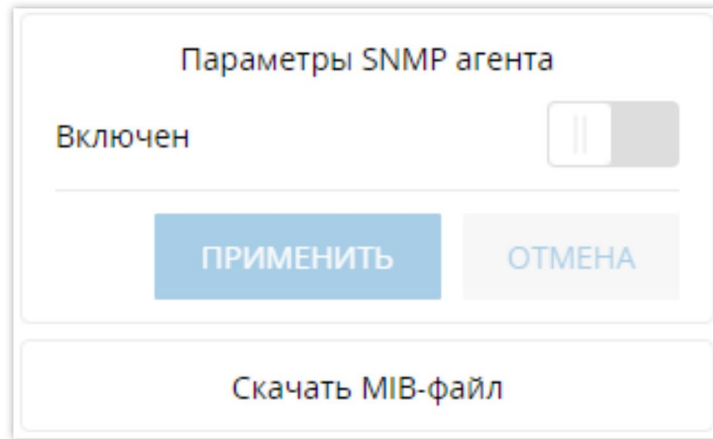 Параметры SNMP агента
Включен
ПРИМЕНИТЬ ОТМЕНА
Скачать MIB-файл